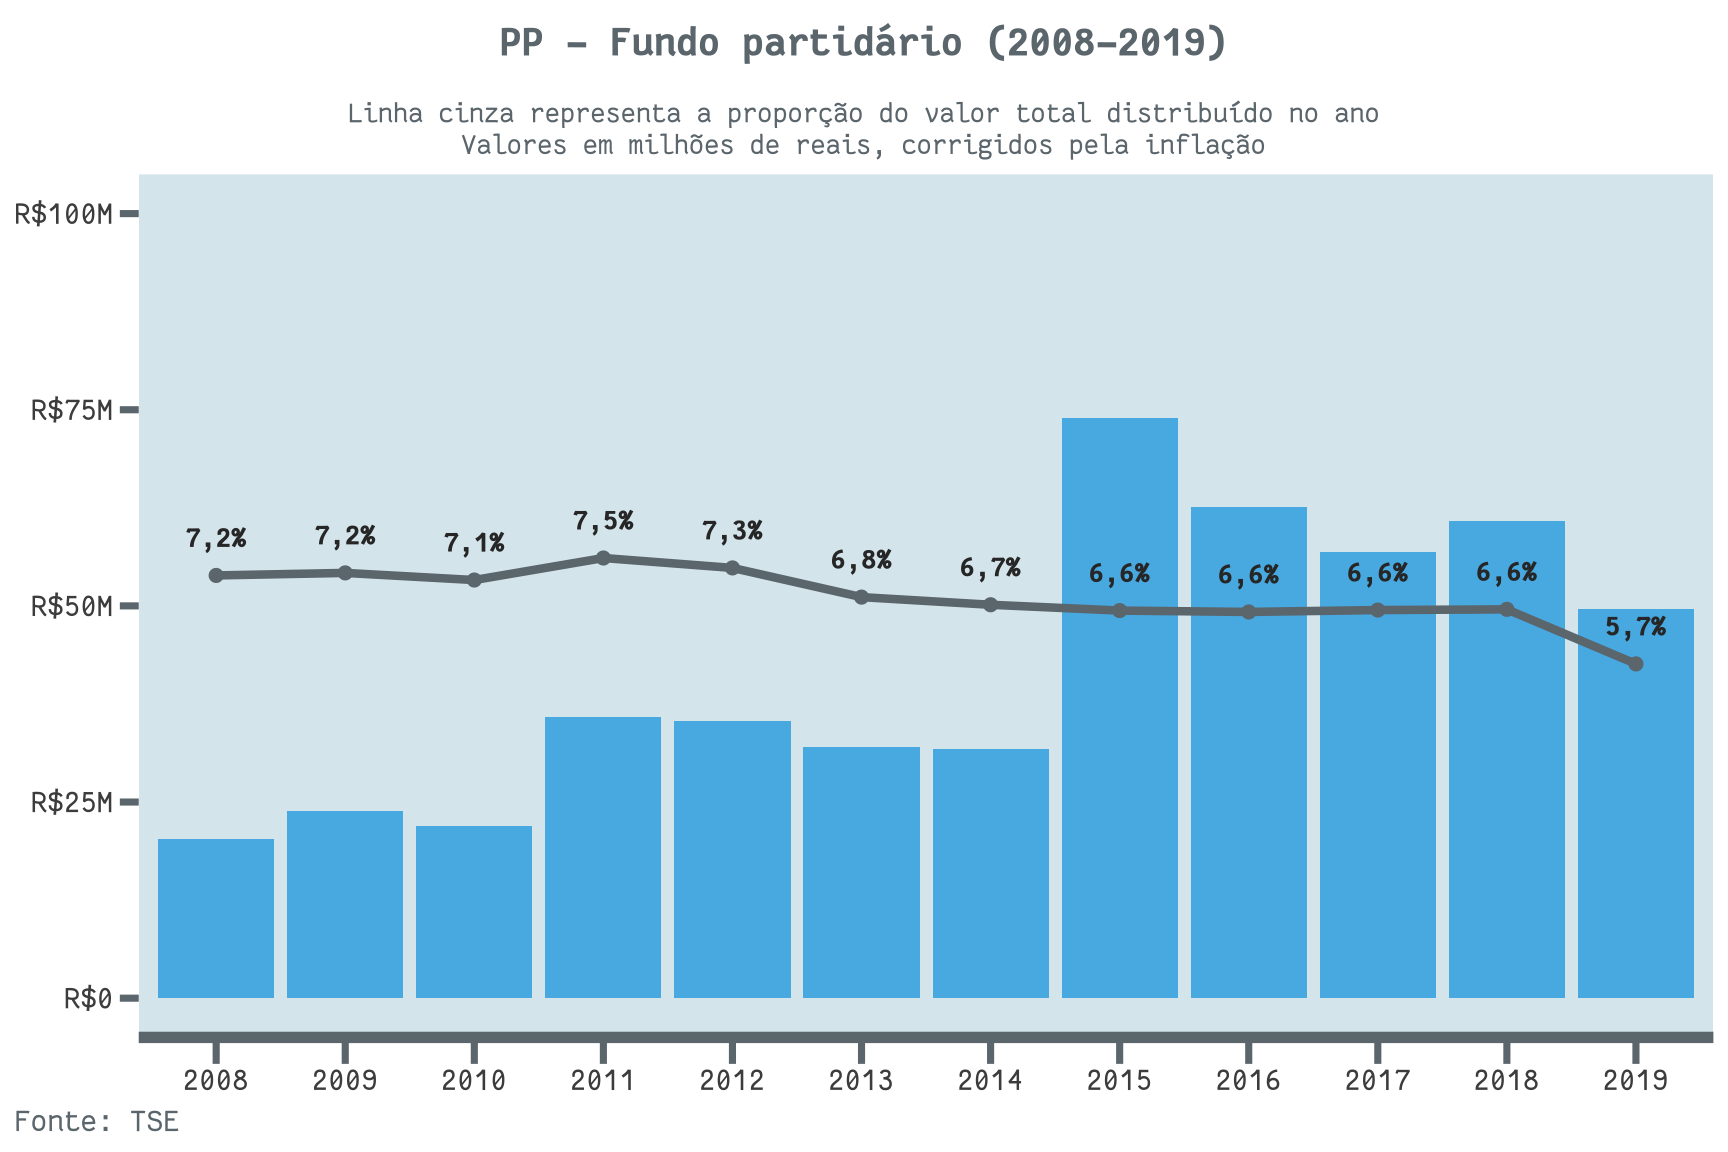 PP - Fundo partidário (2008-2019)
Linha cinza representa a proporção do valor total distribuído no ano
Valores em milhões de reais, corrigidos pela inflação
R$100M
R$75M
R$50M
R$25M
R$0
7,2%
7,2%
7,1%
7,5%
7,3%
6,8%
6,7%
6,6%
6,6%
6,6%
6,6%
5,7%
2008 2009 2010 2011 2012 2013 2014 2015 2016 2017 2018 2019
Fonte: TSE